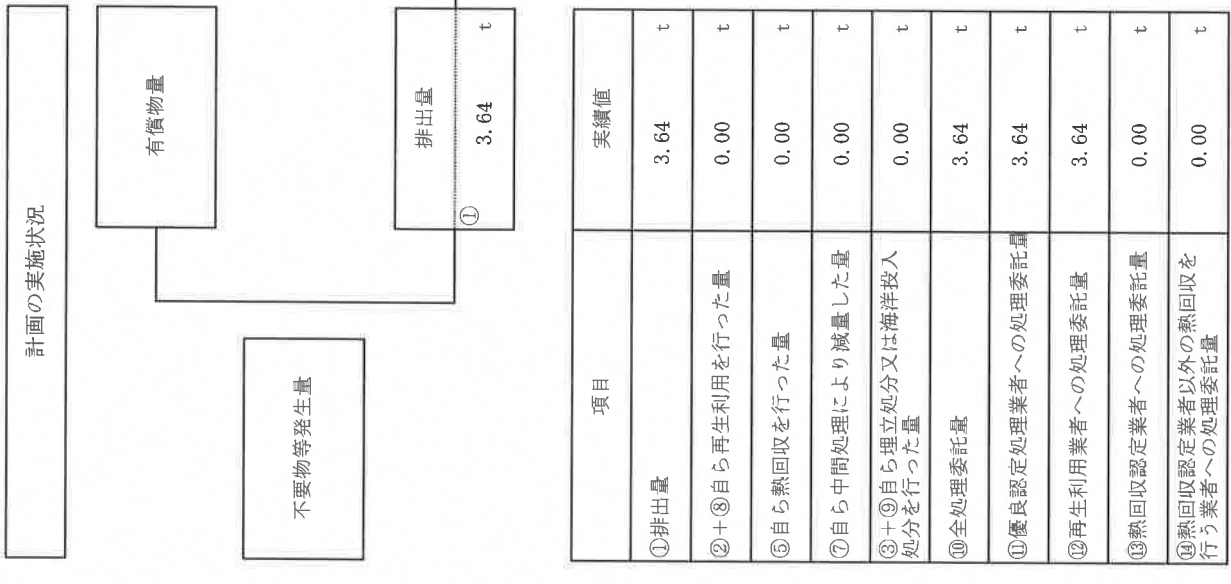 計画の実施状況
有償物量
不要物等発生量
排出量
① 3.64 t
項目 実績値
①排出量 3.64 t
②+⑧自ら再生利用を行った量 0.00 t
⑤自ら熱回収を行った量 0.00 t
⑦自ら中間処理により減量した量 0.00 t
③+⑨自ら埋立処分又は海洋投入
処分を行った量 0.00 t
⑩全処理委託量 3.64 t
⑪優良認定処理業者への処理委託量 3.64 t
⑫再生利用業者への処理委託量 3.64 t
⑬熱回収認定業者への処理委託量 0.00 t
⑭熱回収認定業者以外の熱回収を
行う業者への処理委託量 0.00 t